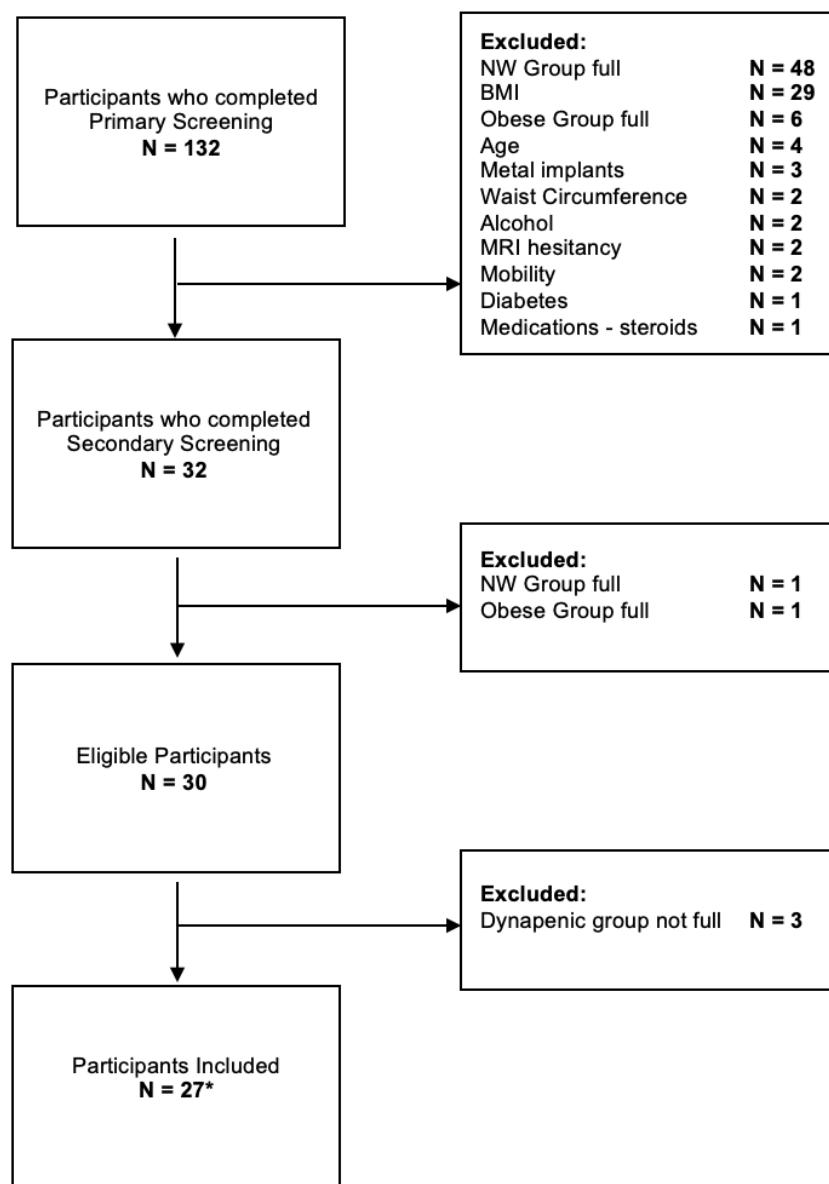 Participants who completed
Primary Screening
N = 132
Excluded:
NW Group full N = 48
BMI N = 29
Obese Group full N = 6
Age N = 4
Metal implants N = 3
Waist Circumference N = 2
Alcohol N = 2
MRI hesitancy N = 2
Mobility N = 2
Diabetes N = 1
Medications - steroids N = 1
Participants who completed
Secondary Screening
N = 32
Excluded:
NW Group full N = 1
Obese Group full N = 1
Eligible Participants
N = 30
Excluded:
Dynapenic group not full N = 3
Participants Included
N = 27*